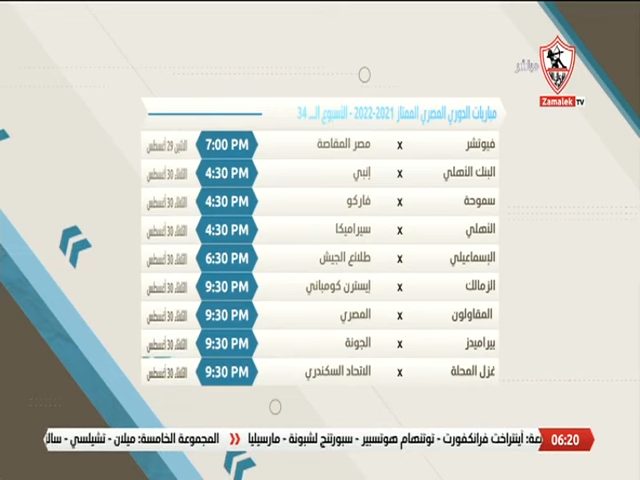 مباشر
Zamalek TV
مباريات الدوري المصري الممتاز 2021-2022 - الأسبوع الـ 34
فيوتشر x مصر المقاصة 7:00 PM الاثنين 29 أغسطس
البنك الأهلي x إنبي 4:30 PM الثلاثاء 30 أغسطس
سموحة x فاركو 4:30 PM الثلاثاء 30 أغسطس
الأهلي x سيراميكا 4:30 PM الثلاثاء 30 أغسطس
الإسماعيلي x طلائع الجيش 6:30 PM الثلاثاء 30 أغسطس
الزمالك x إيسترن كومباني 9:30 PM الثلاثاء 30 أغسطس
المقاولون x المصري 9:30 PM الثلاثاء 30 أغسطس
بيراميدز x الجونة 9:30 PM الثلاثاء 30 أغسطس
غزل المحلة x الاتحاد السكندري 9:30 PM الثلاثاء 30 أغسطس
06:20 عة: آينتراخت فرانكفورت - توتنهام هوتسبير - سبورتنج لشبونة - مارسيليا المجموعة الخامسة: ميلان - تشيلسي - سال